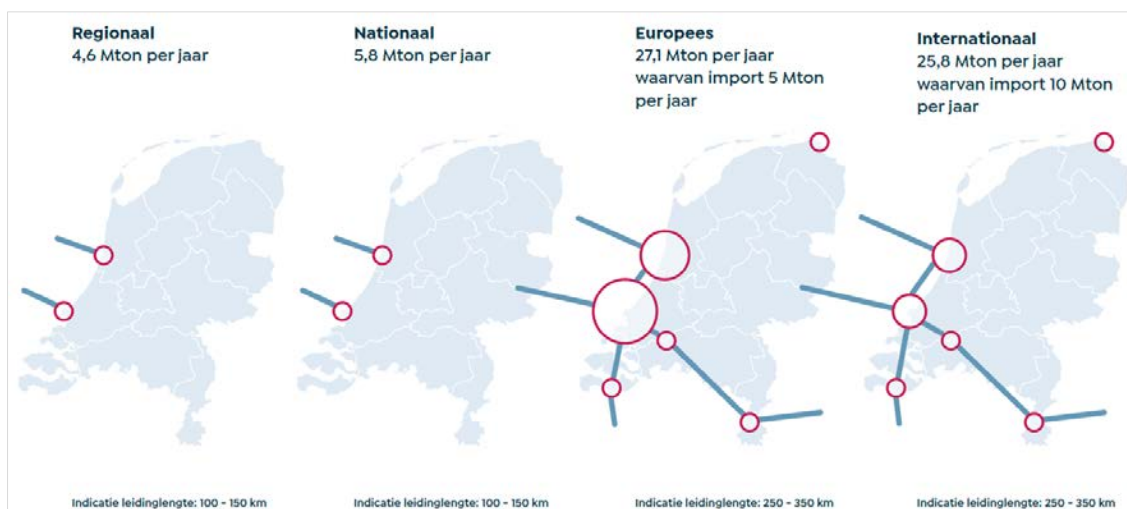 Regionaal
4,6 Mton per jaar
Nationaal
5,8 Mton per jaar
Europees
27,1 Mton per jaar
waarvan import 5 Mton
per jaar
Internationaal
25,8 Mton per jaar
waarvan import 10 Mton
per jaar
Indicatie leidinglengte: 100 - 150 km
Indicatie leidinglengte: 100 - 150 km
Indicatie leidinglengte: 250 - 350 km
Indicatie leidinglengte: 250 - 350 km